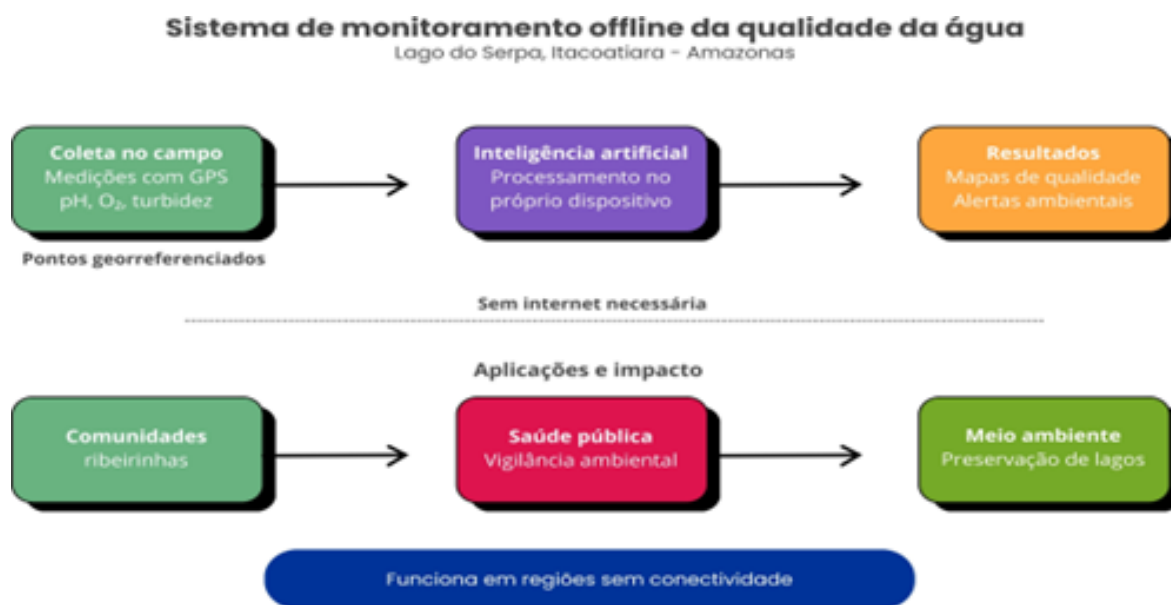 Sistema de monitoramento offline da qualidade da água
Lago do Serpa, Itacoatiara - Amazonas
Coleta no campo
Medições com GPS
pH, O₂, turbidez
Inteligência artificial
Processamento no
próprio dispositivo
Resultados
Mapas de qualidade
Alertas ambientais
Pontos georreferenciados
Sem internet necessária
Aplicações e impacto
Comunidades
ribeirinhas
Saúde pública
Vigilância ambiental
Meio ambiente
Preservação de lagos
Funciona em regiões sem conectividade